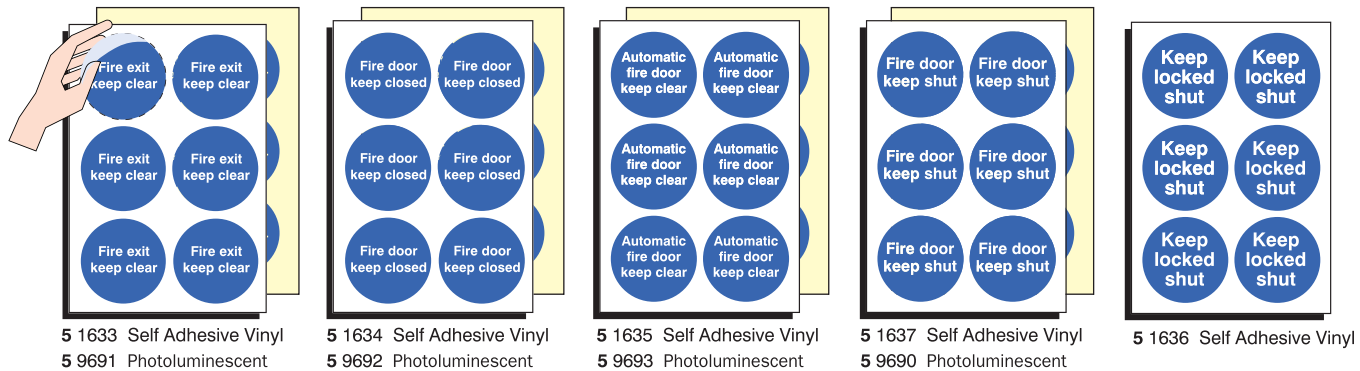 Fire exit
keep clear
Fire exit
keep clear
Fire exit
keep clear
Fire exit
keep clear
Fire exit
keep clear
Fire exit
keep clear
5 1633 Self Adhesive Vinyl
5 9691 Photoluminescent
Fire door
keep closed
Fire door
keep closed
Fire door
keep closed
Fire door
keep closed
Fire door
keep closed
Fire door
keep closed
5 1634 Self Adhesive Vinyl
5 9692 Photoluminescent
Automatic
fire door
keep clear
Automatic
fire door
keep clear
Automatic
fire door
keep clear
Automatic
fire door
keep clear
Automatic
fire door
keep clear
Automatic
fire door
keep clear
5 1635 Self Adhesive Vinyl
5 9693 Photoluminescent
Fire door
keep shut
Fire door
keep shut
Fire door
keep shut
Fire door
keep shut
Fire door
keep shut
Fire door
keep shut
5 1637 Self Adhesive Vinyl
5 9690 Photoluminescent
Keep
locked
shut
Keep
locked
shut
Keep
locked
shut
Keep
locked
shut
Keep
locked
shut
Keep
locked
shut
5 1636 Self Adhesive Vinyl